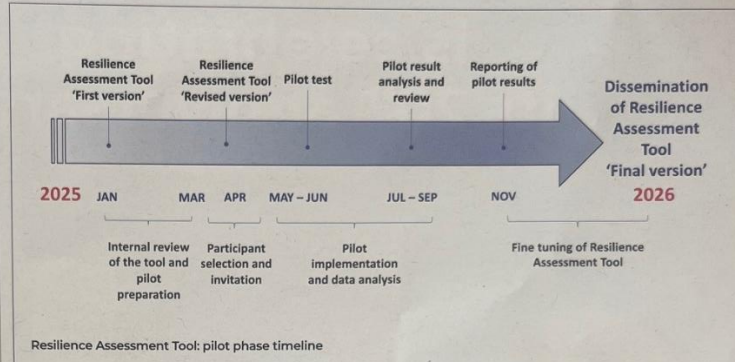 Resilience
Assessment Tool
'First version'
Resilience
Assessment Tool
'Revised version'
Pilot test
Pilot result
analysis and
review
Reporting of
pilot results
Dissemination
of Resilience
Assessment
Tool
'Final version'
2025 JAN MAR APR MAY – JUN JUL – SEP NOV 2026
Internal review
of the tool and
pilot
preparation
Participant
selection and
invitation
Pilot
implementation
and data analysis
Fine tuning of Resilience
Assessment Tool
Resilience Assessment Tool: pilot phase timeline